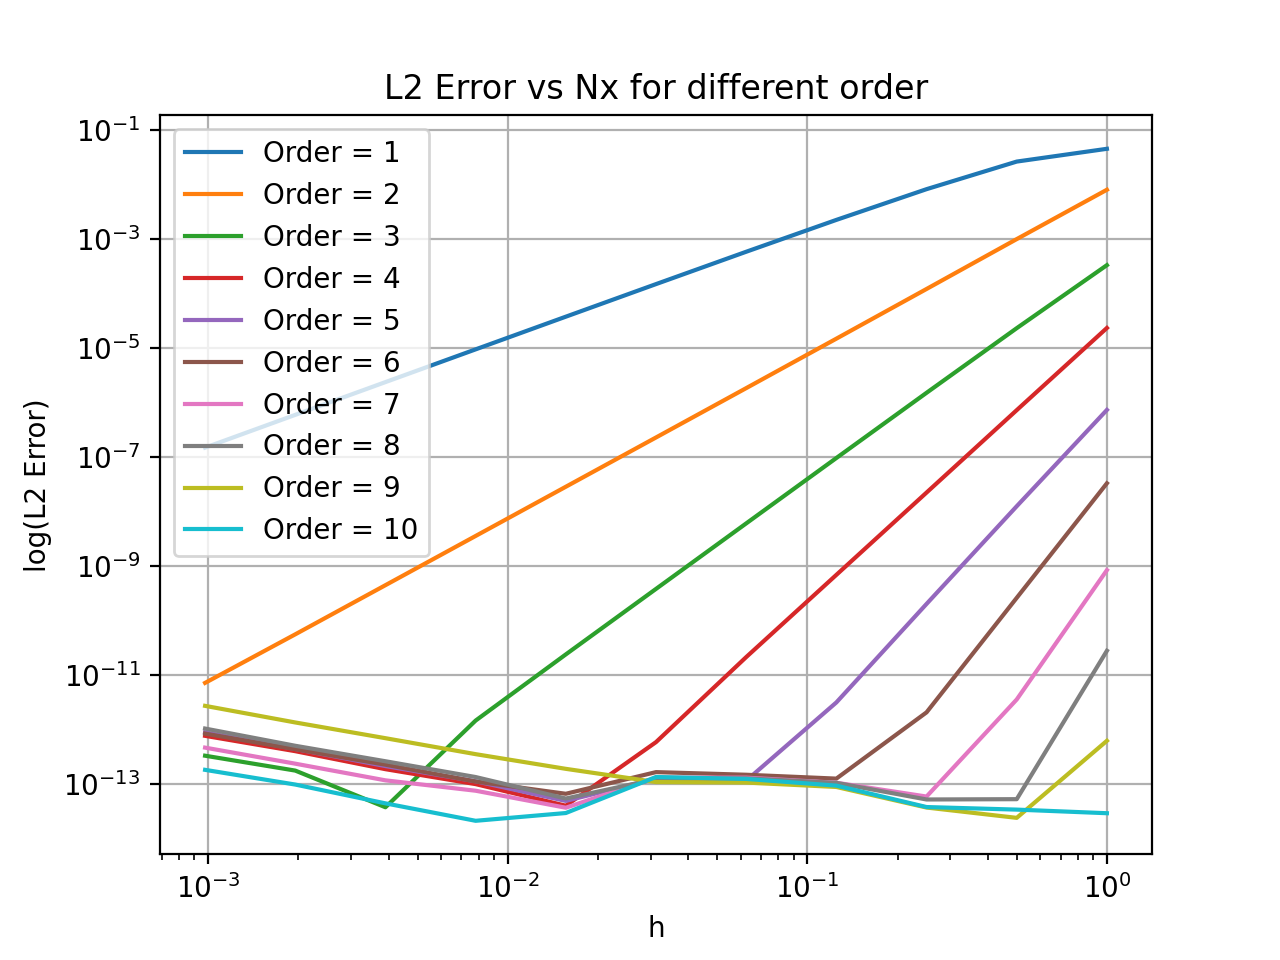 L2 Error vs Nx for different order
log(L2 Error)
10⁻¹
10⁻³
10⁻⁵
10⁻⁷
10⁻⁹
10⁻¹¹
10⁻¹³
Order = 1
Order = 2
Order = 3
Order = 4
Order = 5
Order = 6
Order = 7
Order = 8
Order = 9
Order = 10
10⁻³ 10⁻² 10⁻¹ 10⁰
h